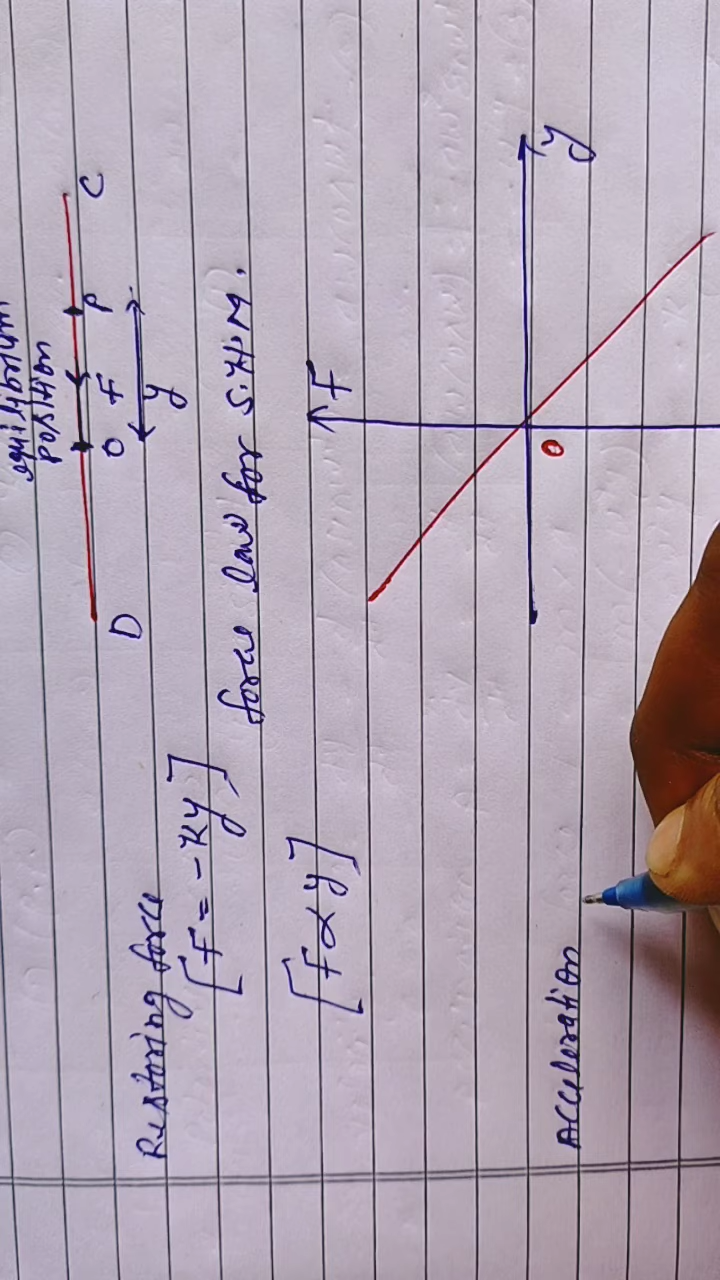 equilibrium
position
D O F P C
y
Restoring force
[F = -Ky] force law for S.H.M.
[F ∝ y]
F
y
O
Acceleration